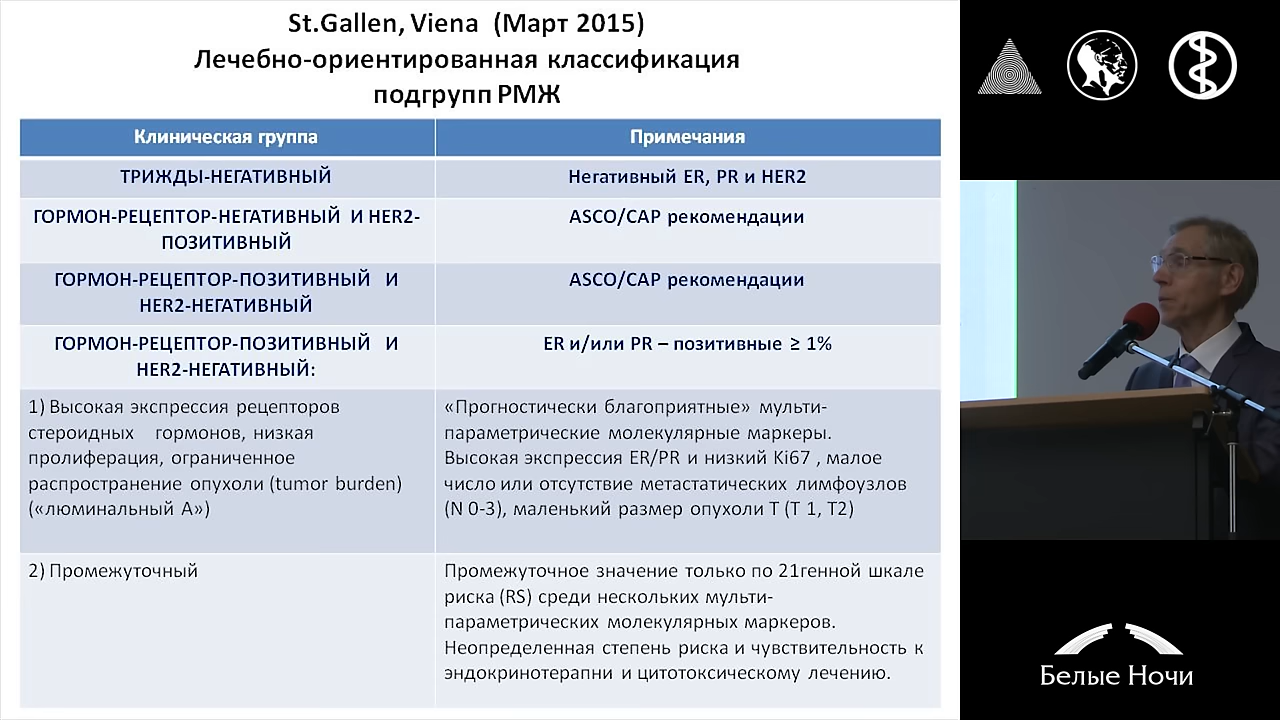 St.Gallen, Viena (Март 2015)
Лечебно-ориентированная классификация
подгрупп РМЖ
Клиническая группа
Примечания
ТРИЖДЫ-НЕГАТИВНЫЙ
Негативный ER, PR и HER2
ГОРМОН-РЕЦЕПТОР-НЕГАТИВНЫЙ И HER2-
ПОЗИТИВНЫЙ
ASCO/CAP рекомендации
ГОРМОН-РЕЦЕПТОР-ПОЗИТИВНЫЙ И
HER2-НЕГАТИВНЫЙ
ASCO/CAP рекомендации
ГОРМОН-РЕЦЕПТОР-ПОЗИТИВНЫЙ И
HER2-НЕГАТИВНЫЙ:
ER и/или PR – позитивные ≥ 1%
1) Высокая экспрессия рецепторов
стероидных гормонов, низкая
пролиферация, ограниченное
распространение опухоли (tumor burden)
(«люминальный А»)
«Прогностически благоприятные» мульти-
параметрические молекулярные маркеры.
Высокая экспрессия ER/PR и низкий Ki67 , малое
число или отсутствие метастатических лимфоузлов
(N 0-3), маленький размер опухоли T (T 1, T2)
2) Промежуточный
Промежуточное значение только по 21генной шкале
риска (RS) среди нескольких мульти-
параметрических молекулярных маркеров.
Неопределенная степень риска и чувствительность к
эндокринотерапни и цитотоксическому лечению.
Белые Ночи